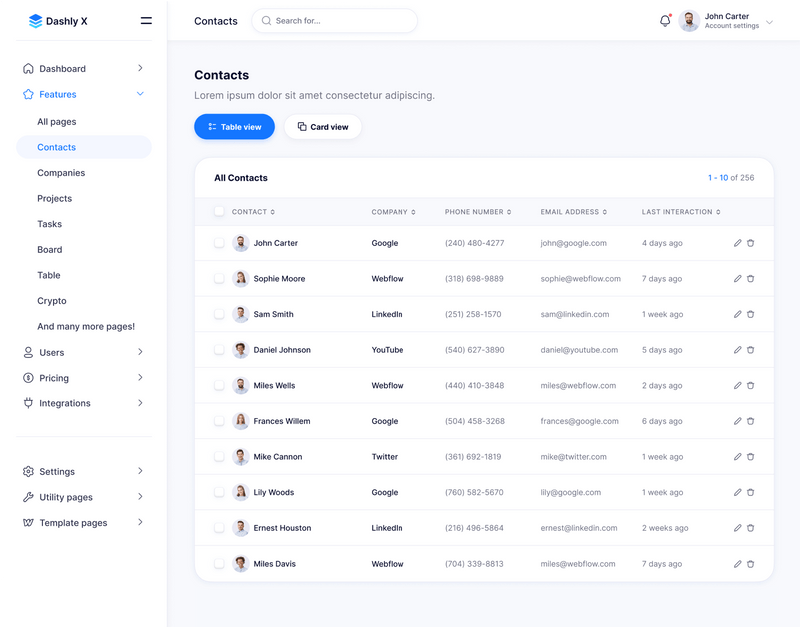 Dashly X
Contacts
Search for...
John Carter
Account settings
Dashboard
Features
All pages
Contacts
Companies
Projects
Tasks
Board
Table
Crypto
And many more pages!
Users
Pricing
Integrations
Settings
Utility pages
Template pages
Contacts
Lorem ipsum dolor sit amet consectetur adipiscing.
Table view
Card view
All Contacts
1 - 10 of 256
CONTACT COMPANY PHONE NUMBER EMAIL ADDRESS LAST INTERACTION
John Carter Google (240) 480-4277 john@google.com 4 days ago
Sophie Moore Webflow (318) 698-9889 sophie@webflow.com 7 days ago
Sam Smith LinkedIn (251) 258-1570 sam@linkedin.com 1 week ago
Daniel Johnson YouTube (540) 627-3890 daniel@youtube.com 5 days ago
Miles Wells Webflow (440) 410-3848 miles@webflow.com 2 days ago
Frances Willem Google (504) 458-3268 frances@google.com 6 days ago
Mike Cannon Twitter (361) 692-1819 mike@twitter.com 1 week ago
Lily Woods Google (760) 582-5670 lily@google.com 1 week ago
Ernest Houston LinkedIn (216) 496-5864 ernest@linkedin.com 2 weeks ago
Miles Davis Webflow (704) 339-8813 miles@webflow.com 7 days ago